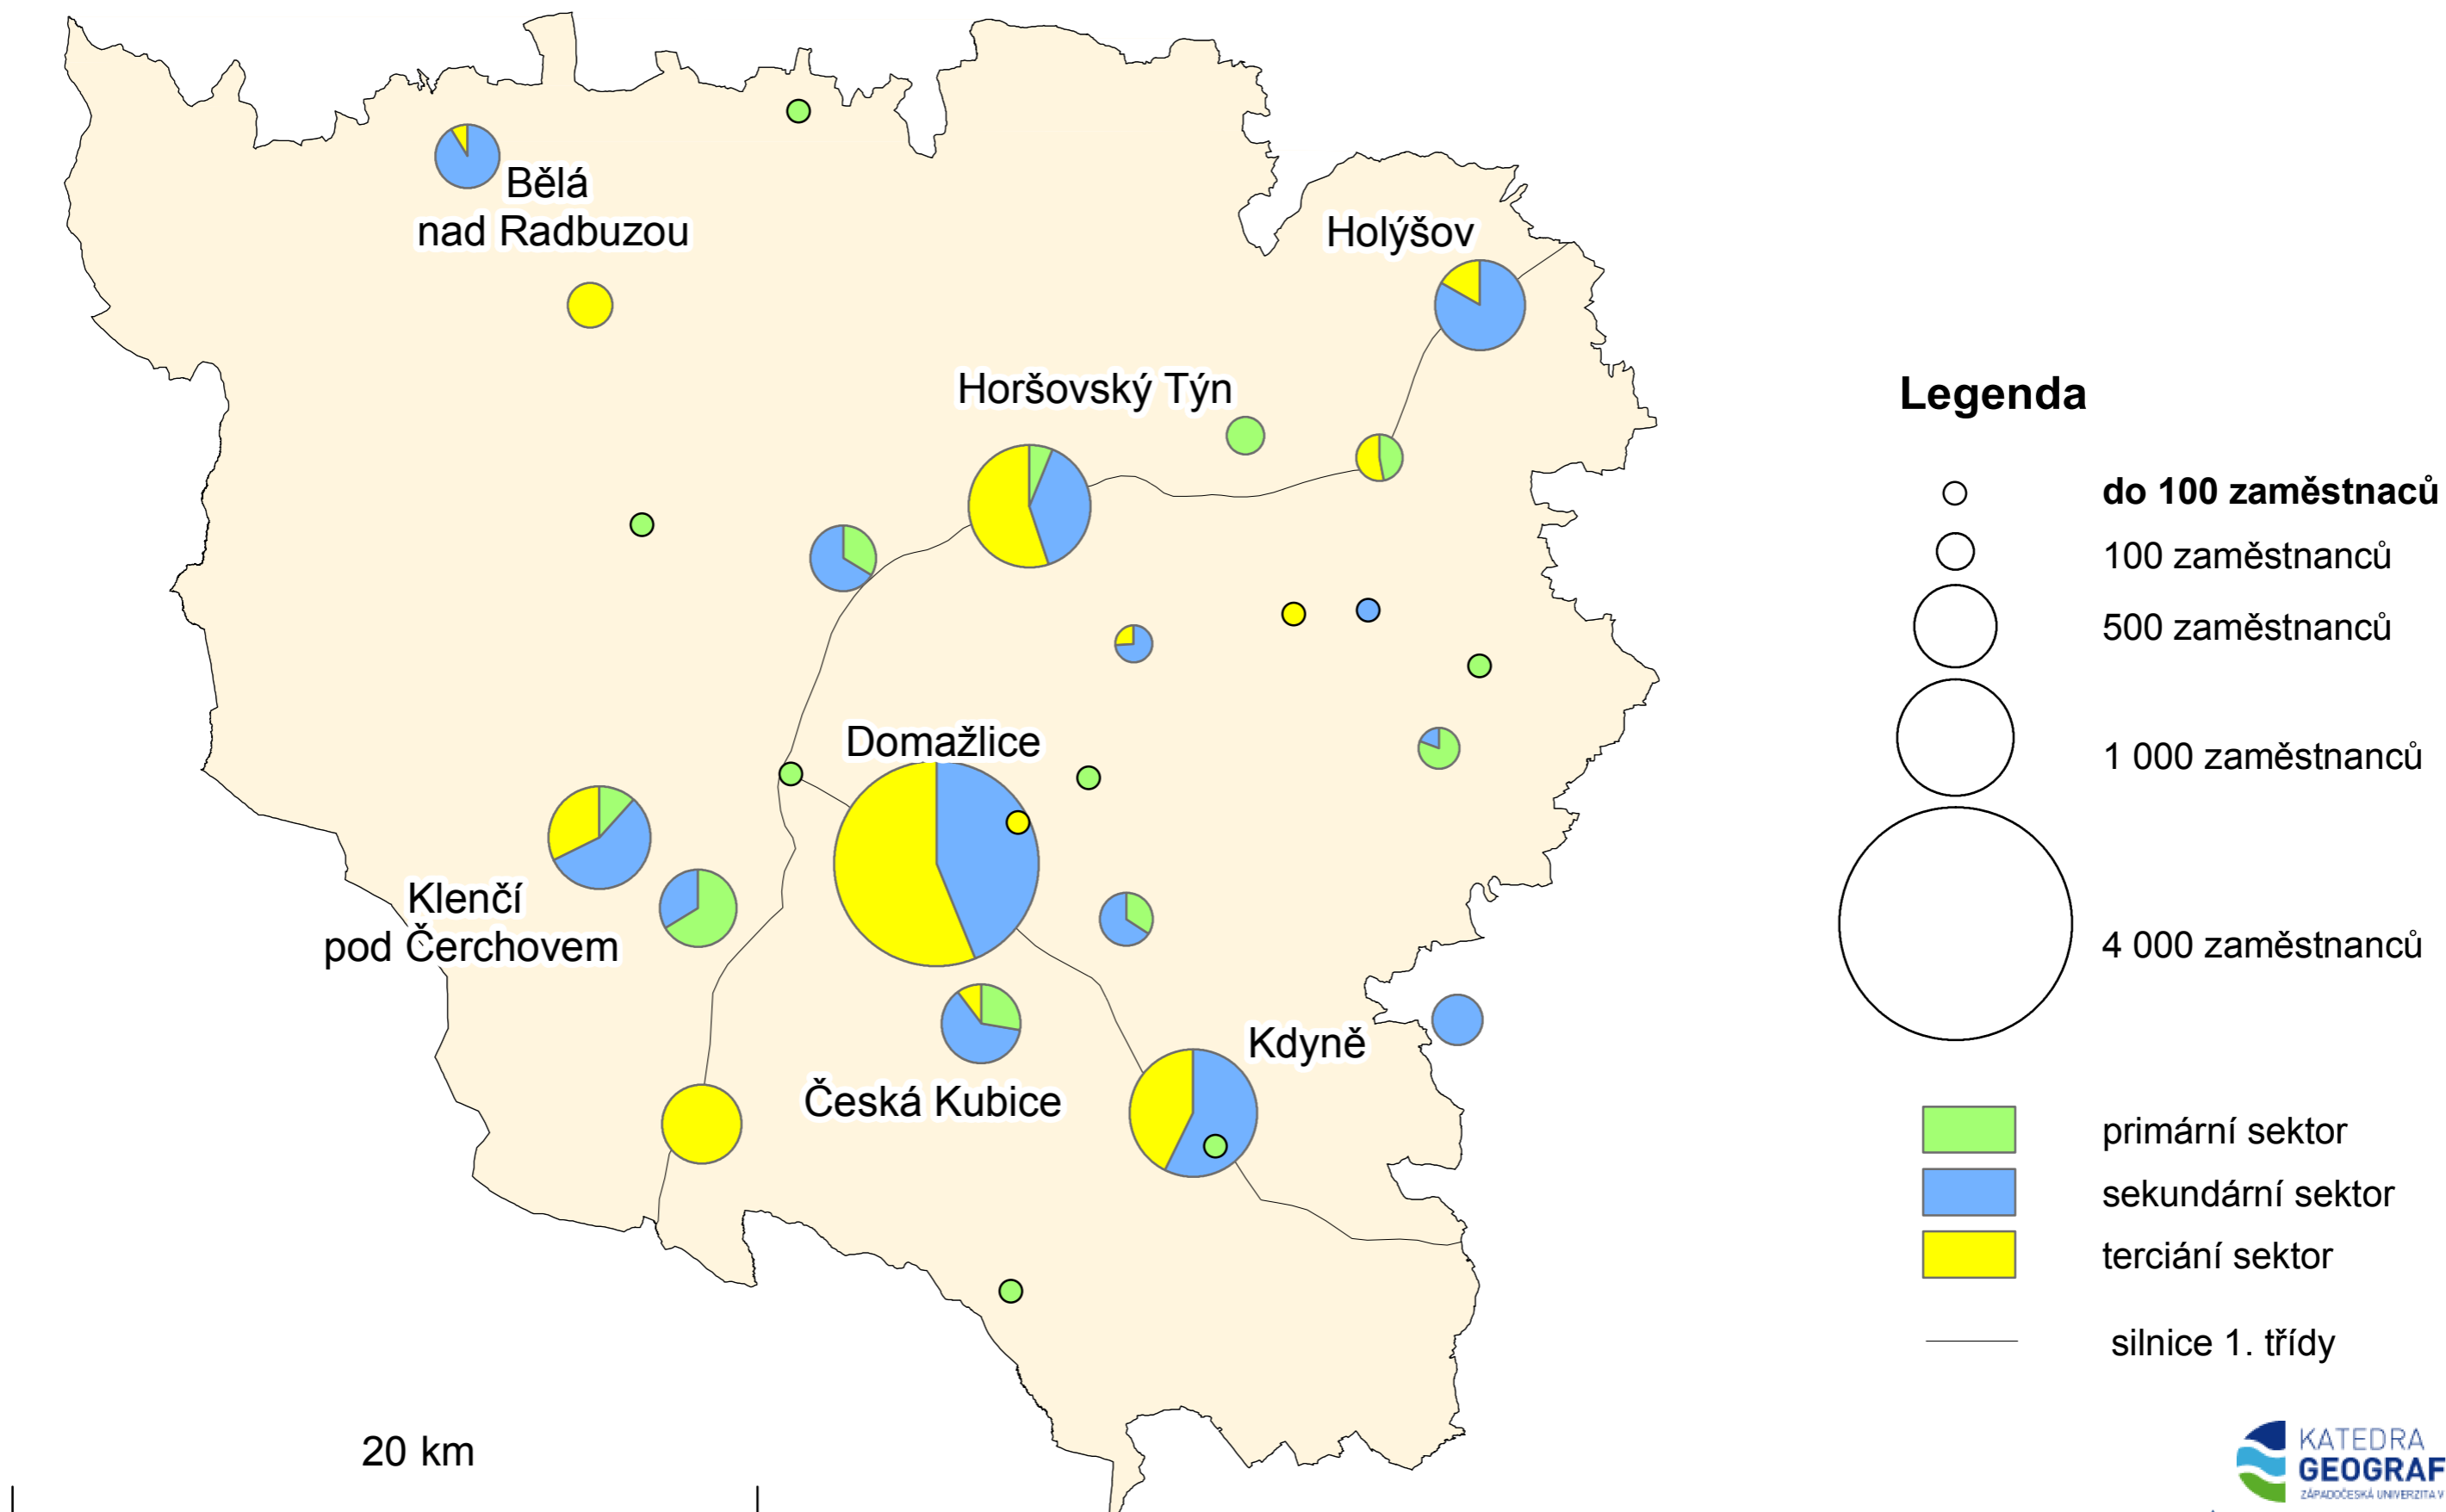 Bělá
nad Radbuzou
Holýšov
Horšovský Týn
Domažlice
Klenčí
pod Čerchovem
Česká Kubice
Kdyně
20 km
Legenda
do 100 zaměstnaců
100 zaměstnanců
500 zaměstnanců
1 000 zaměstnanců
4 000 zaměstnanců
primární sektor
sekundární sektor
terciání sektor
silnice 1. třídy
KATEDRA
GEOGRAF
ZÁPADOČESKÁ UNIVERZITA V